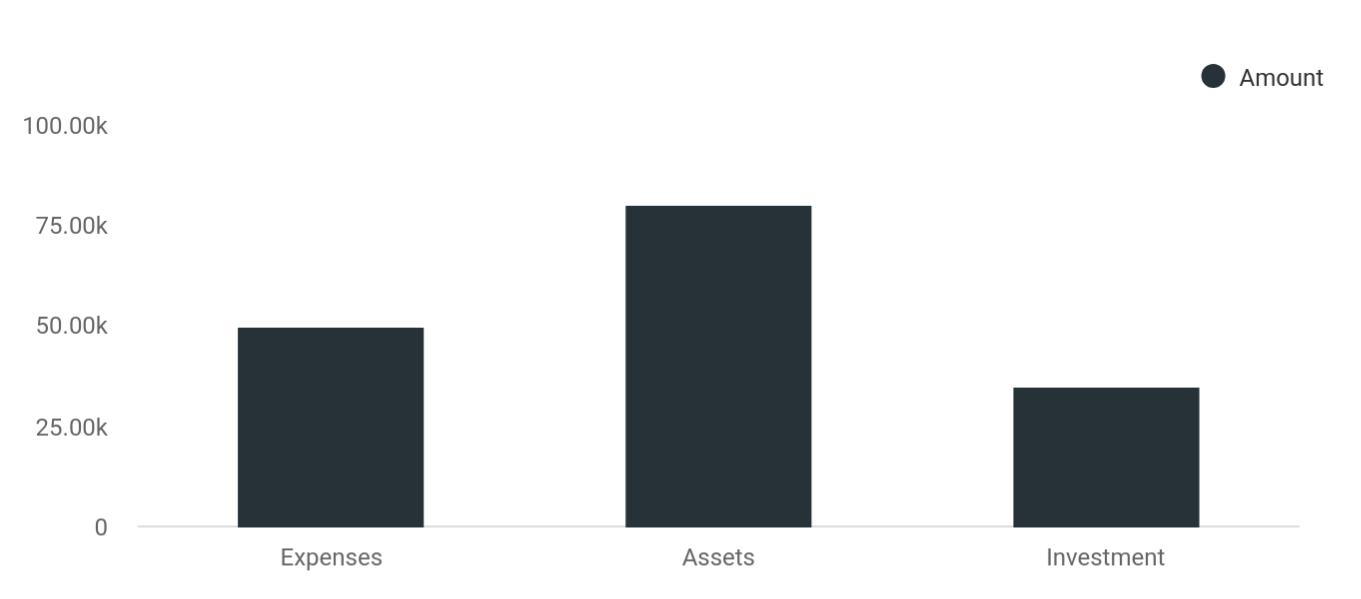 Amount
100.00k
75.00k
50.00k
25.00k
0
Expenses Assets Investment